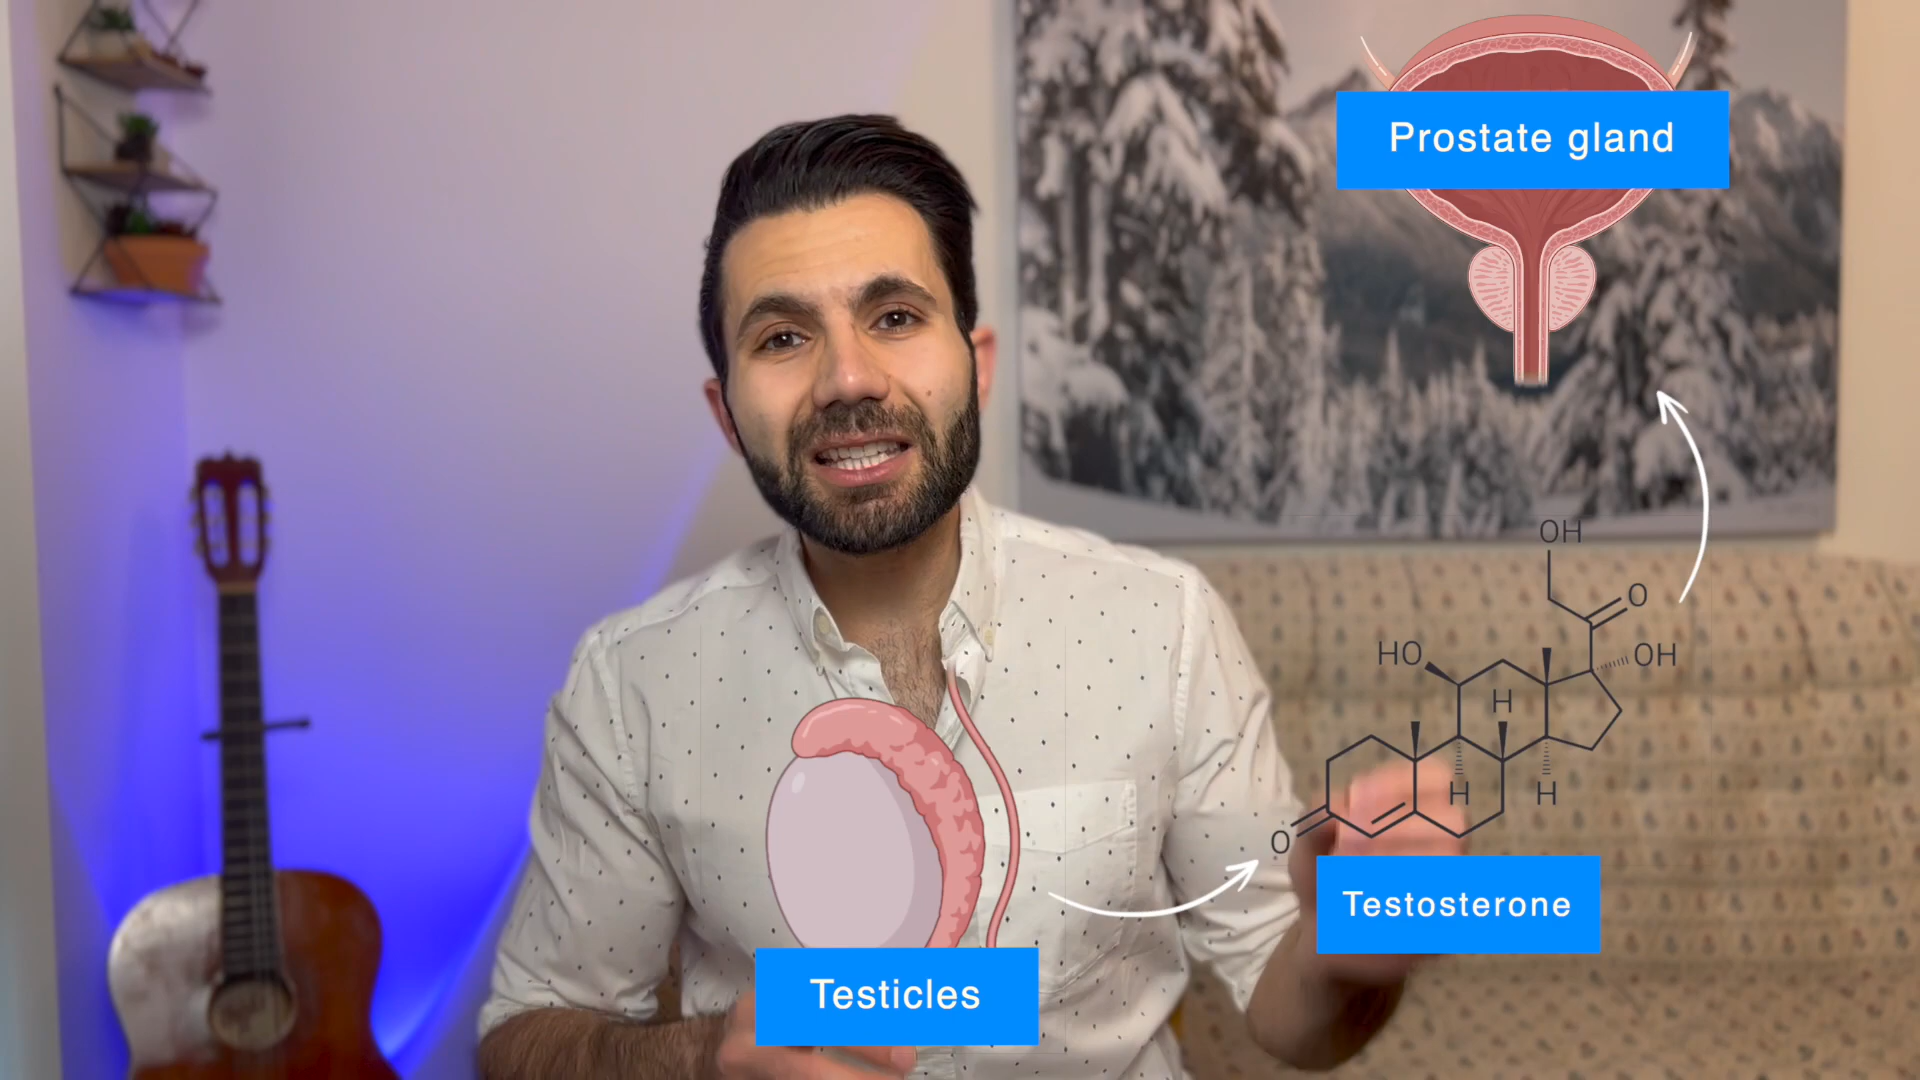 Prostate gland
OH
O
HO
OH
H
H
H
O
Testosterone
Testicles